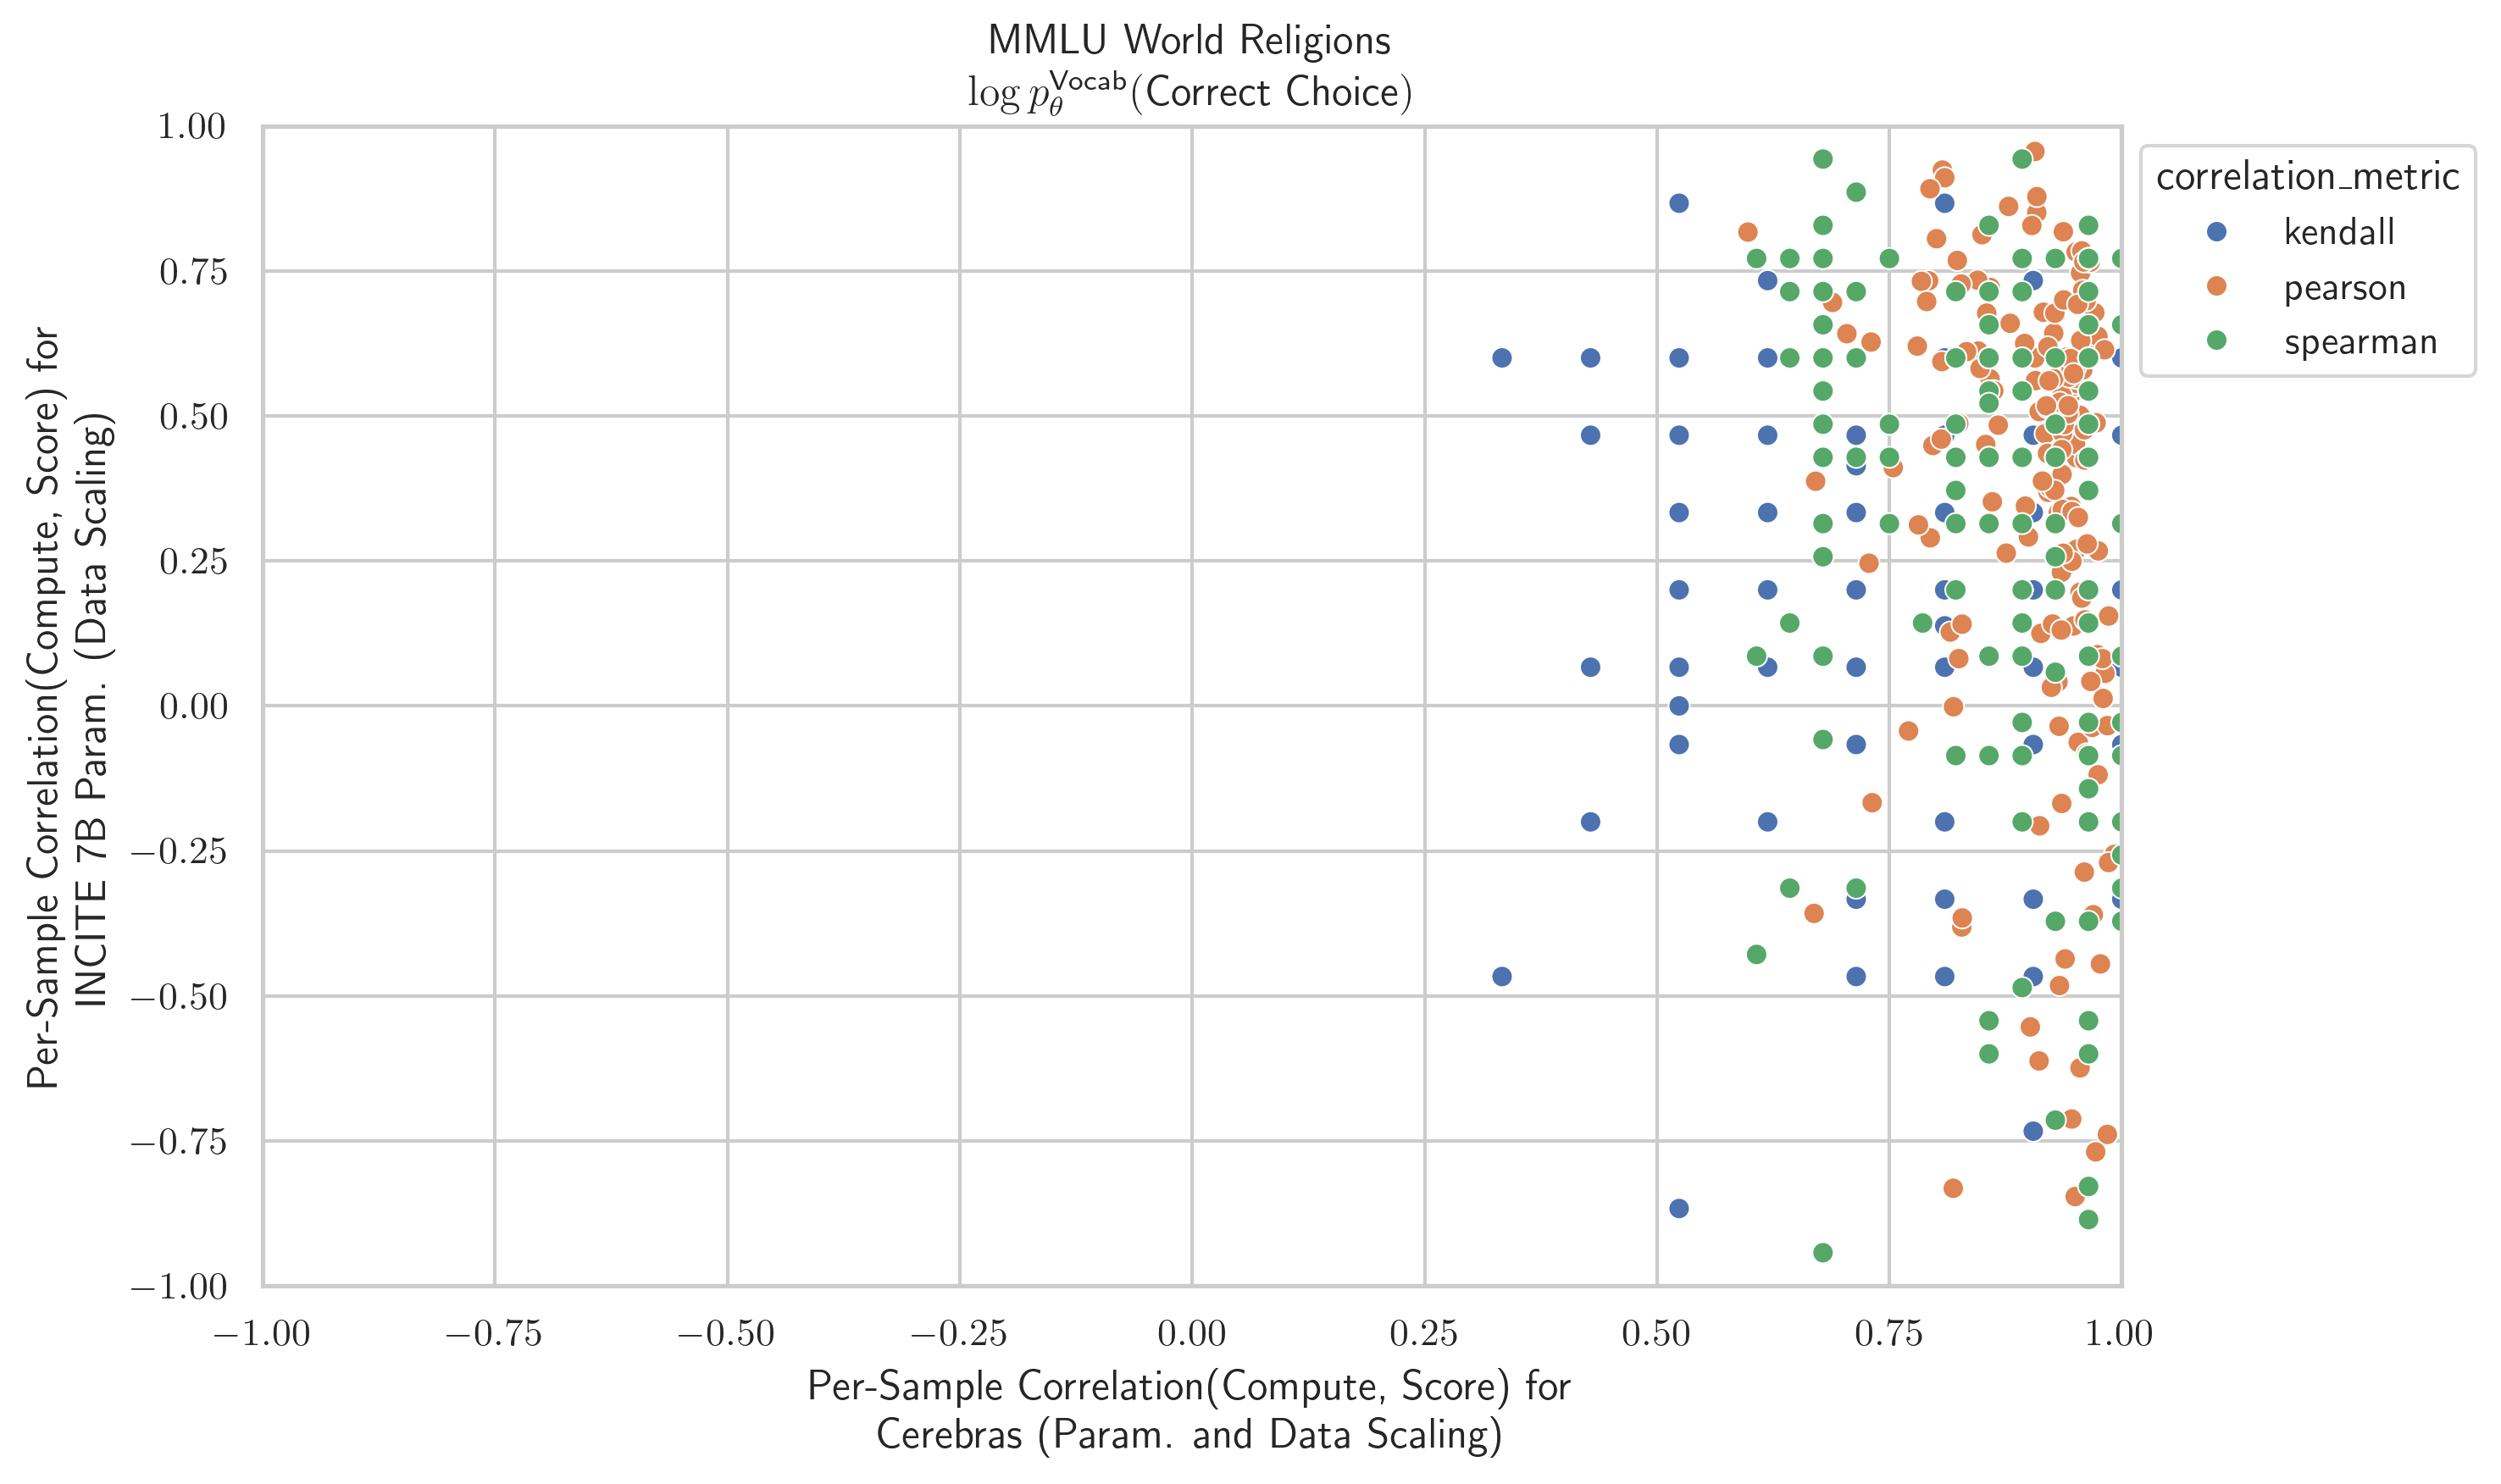 MMLU World Religions
log p_θ^Vocab(Correct Choice)
1.00
0.75
0.50
0.25
0.00
−0.25
−0.50
−0.75
−1.00
Per-Sample Correlation(Compute, Score) for
INCITE 7B Param. (Data Scaling)
correlation_metric
kendall
pearson
spearman
−1.00
−0.75
−0.50
−0.25
0.00
0.25
0.50
0.75
1.00
Per-Sample Correlation(Compute, Score) for
Cerebras (Param. and Data Scaling)